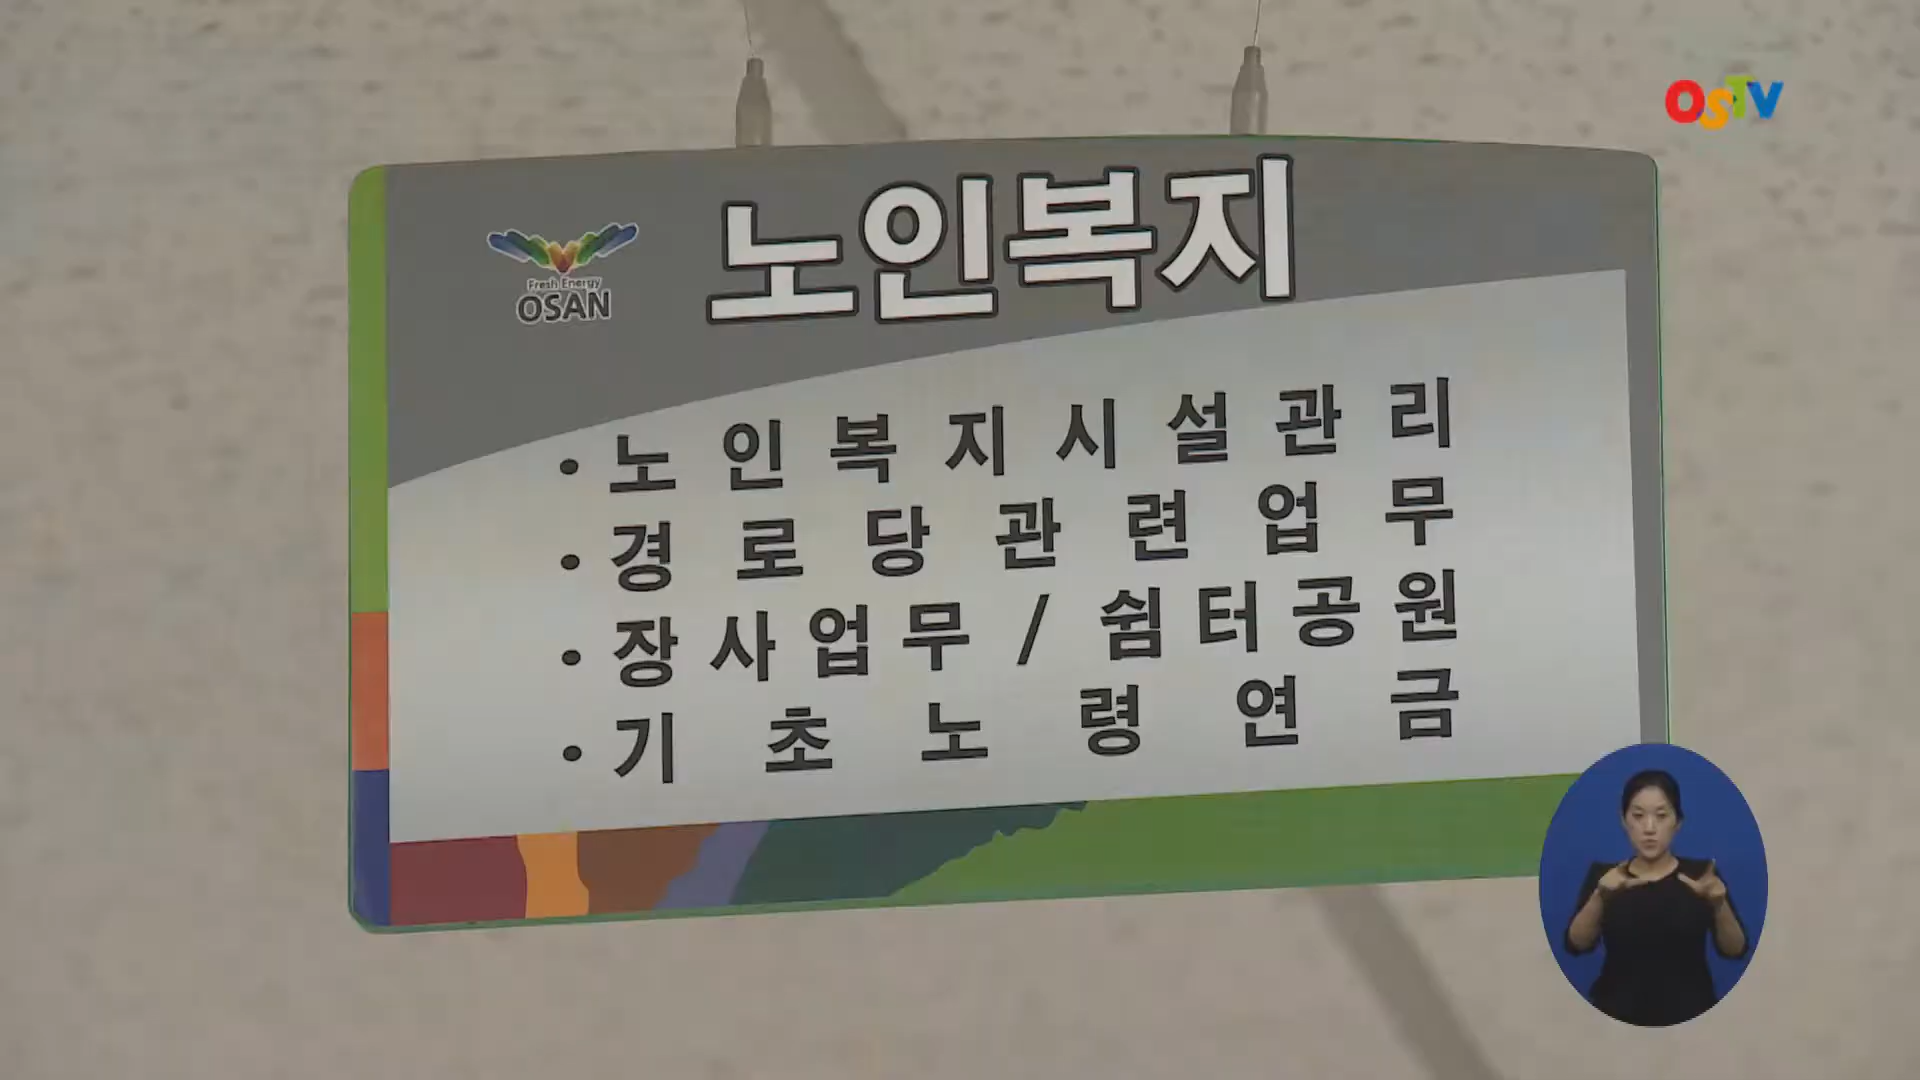 OSTV
노인복지
Fresh Energy
OSAN
· 노인복지시설관리
· 경로당관련업무
· 장사업무 / 쉼터공원
· 기초노령연금